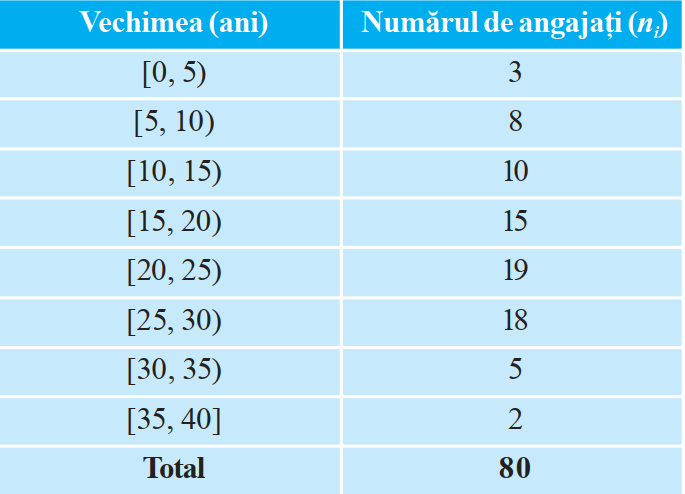 Vechimea (ani) Numărul de angajați (nᵢ)
[0, 5) 3
[5, 10) 8
[10, 15) 10
[15, 20) 15
[20, 25) 19
[25, 30) 18
[30, 35) 5
[35, 40] 2
Total 80